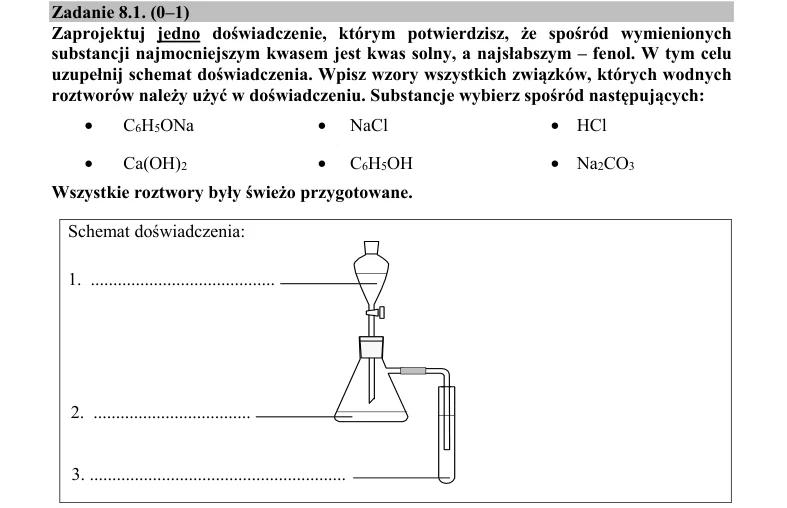 Zadanie 8.1. (0–1)
Zaprojektuj jedno doświadczenie, którym potwierdzisz, że spośród wymienionych
substancji najmocniejszym kwasem jest kwas solny, a najsłabszym – fenol. W tym celu
uzupełnij schemat doświadczenia. Wpisz wzory wszystkich związków, których wodnych
roztworów należy użyć w doświadczeniu. Substancje wybierz spośród następujących:
• C6H5ONa • NaCl • HCl
• Ca(OH)2 • C6H5OH • Na2CO3
Wszystkie roztwory były świeżo przygotowane.
Schemat doświadczenia:
1. .........................................
2. ...................................
3. .........................................................